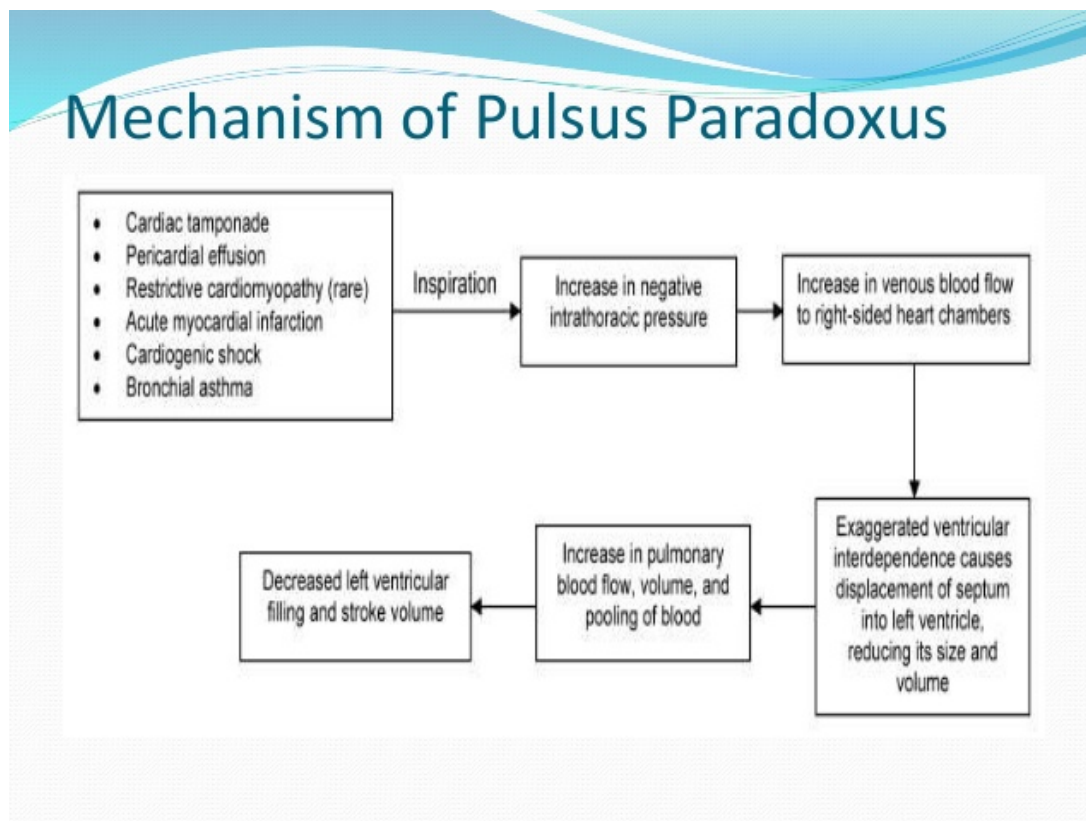 Mechanism of Pulsus Paradoxus
• Cardiac tamponade
• Pericardial effusion
• Restrictive cardiomyopathy (rare)
• Acute myocardial infarction
• Cardiogenic shock
• Bronchial asthma
Inspiration
Increase in negative
intrathoracic pressure
Increase in venous blood flow
to right-sided heart chambers
Exaggerated ventricular
interdependence causes
displacement of septum
into left ventricle,
reducing its size and
volume
Increase in pulmonary
blood flow, volume, and
pooling of blood
Decreased left ventricular
filling and stroke volume